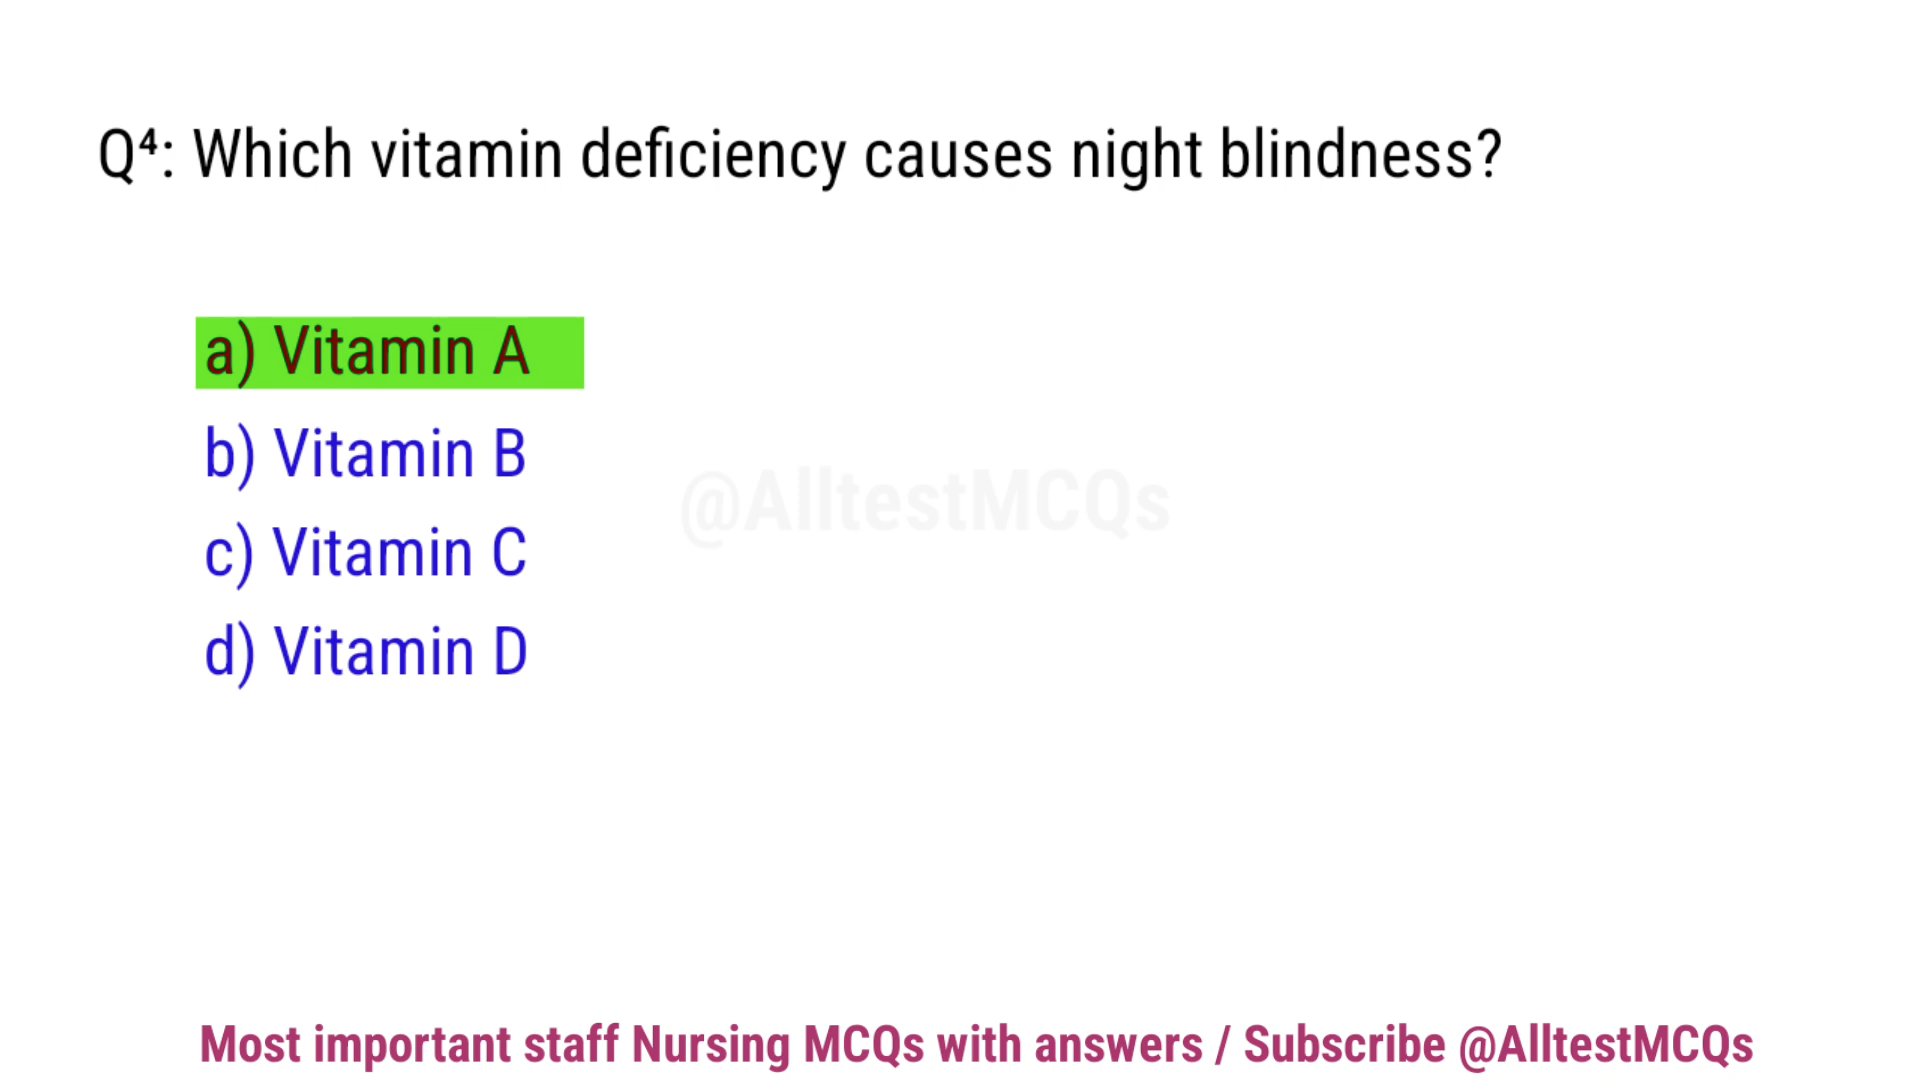 Q⁴: Which vitamin deficiency causes night blindness?
a) Vitamin A
b) Vitamin B
@AlltestMCQs
c) Vitamin C
d) Vitamin D
Most important staff Nursing MCQs with answers / Subscribe @AlltestMCQs